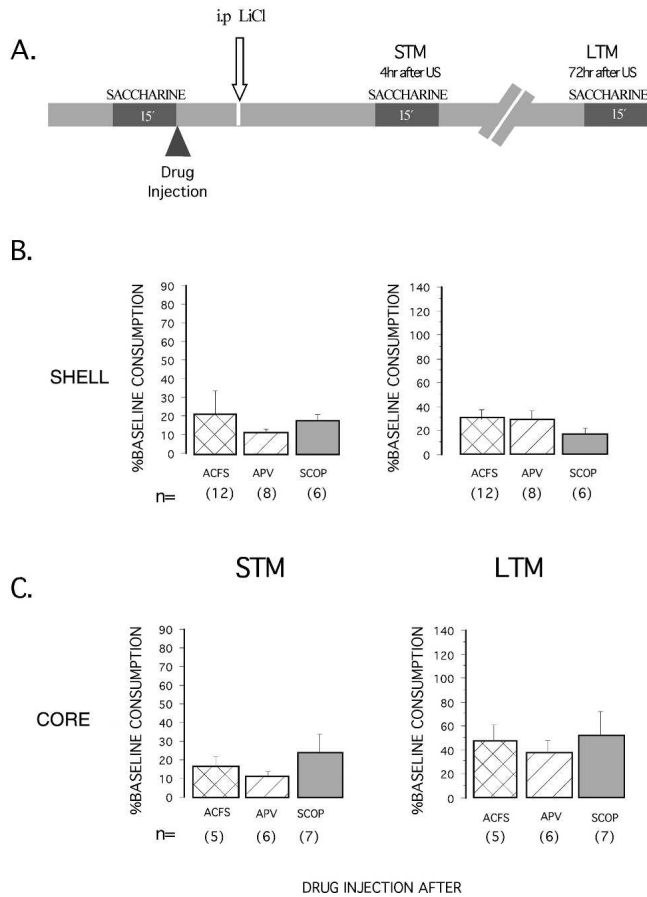 i.p LiCl
A.
STM
4hr after US
LTM
72hr after US
SACCHARINE
SACCHARINE
SACCHARINE
15´
15´
15´
Drug
Injection
B.
SHELL
%BASELINE CONSUMPTION
90
80
70
60
50
40
30
20
10
0
ACFS APV SCOP
n= (12) (8) (6)
%BASELINE CONSUMPTION
140
120
100
80
60
40
20
0
ACFS APV SCOP
(12) (8) (6)
STM
LTM
C.
CORE
%BASELINE CONSUMPTION
90
80
70
60
50
40
30
20
10
0
ACFS APV SCOP
n= (5) (6) (7)
%BASELINE CONSUMPTION
140
120
100
80
60
40
20
0
ACFS APV SCOP
(5) (6) (7)
DRUG INJECTION AFTER